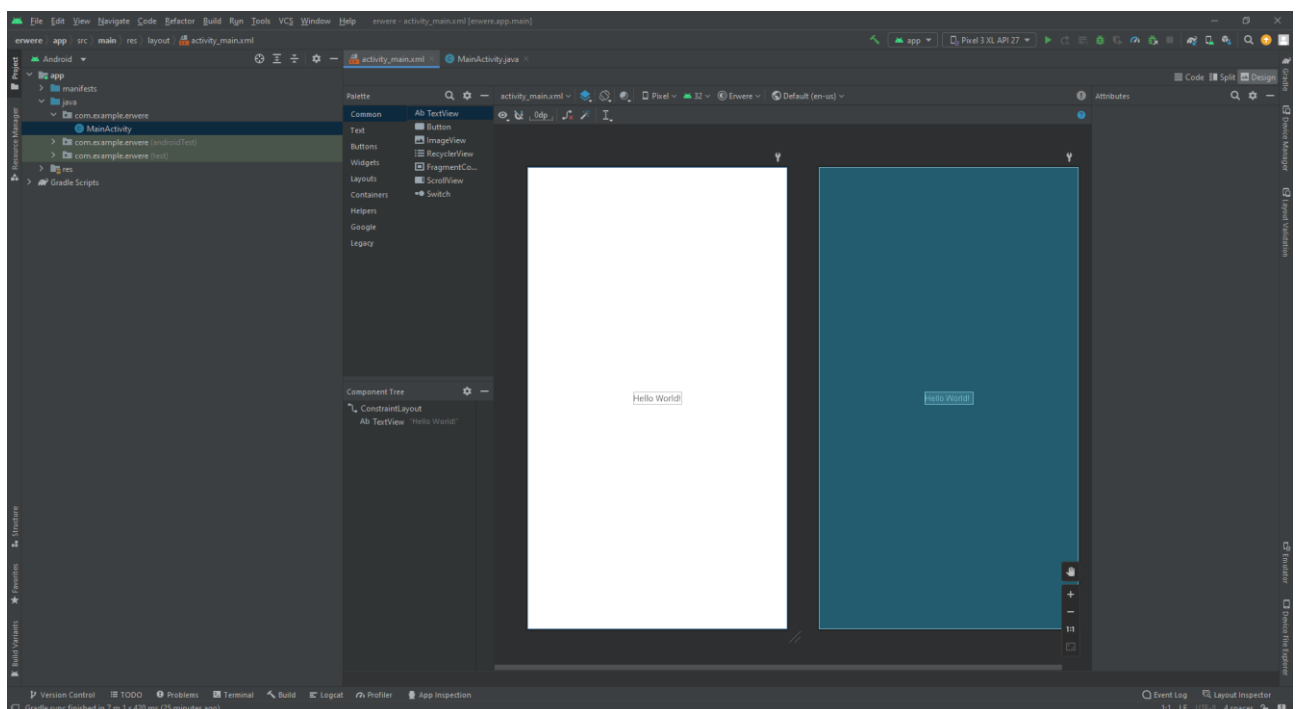 File Edit View Navigate Code Refactor Build Run Tools VCS Window Help erwere - activity_main.xml [erwere.app.main]
erwere app src main res layout activity_main.xml
app Pixel 3 XL API 27
Project
Resource Manager
Structure
Favorites
Build Variants
Android
app
manifests
java
com.example.erwere
MainActivity
com.example.erwere (androidTest)
com.example.erwere (test)
res
Gradle Scripts
activity_main.xml MainActivity.java
Code Split Design
Palette
Common
Text
Buttons
Widgets
Layouts
Containers
Helpers
Google
Legacy
Ab TextView
Button
ImageView
RecyclerView
FragmentCo...
ScrollView
Switch
Component Tree
ConstraintLayout
Ab TextView "Hello World!"
activity_main.xml Pixel 32 Erwere Default (en-us)
0dp
Hello World!
Hello World!
1:1
Attributes
Gradle
Device Manager
Layout Validation
Emulator
Device File Explorer
Version Control TODO Problems Terminal Build Logcat Profiler App Inspection Event Log Layout Inspector
Gradle sync finished in 7 m 1 s 420 ms (25 minutes ago) 1:1 LF UTF-8 4 spaces